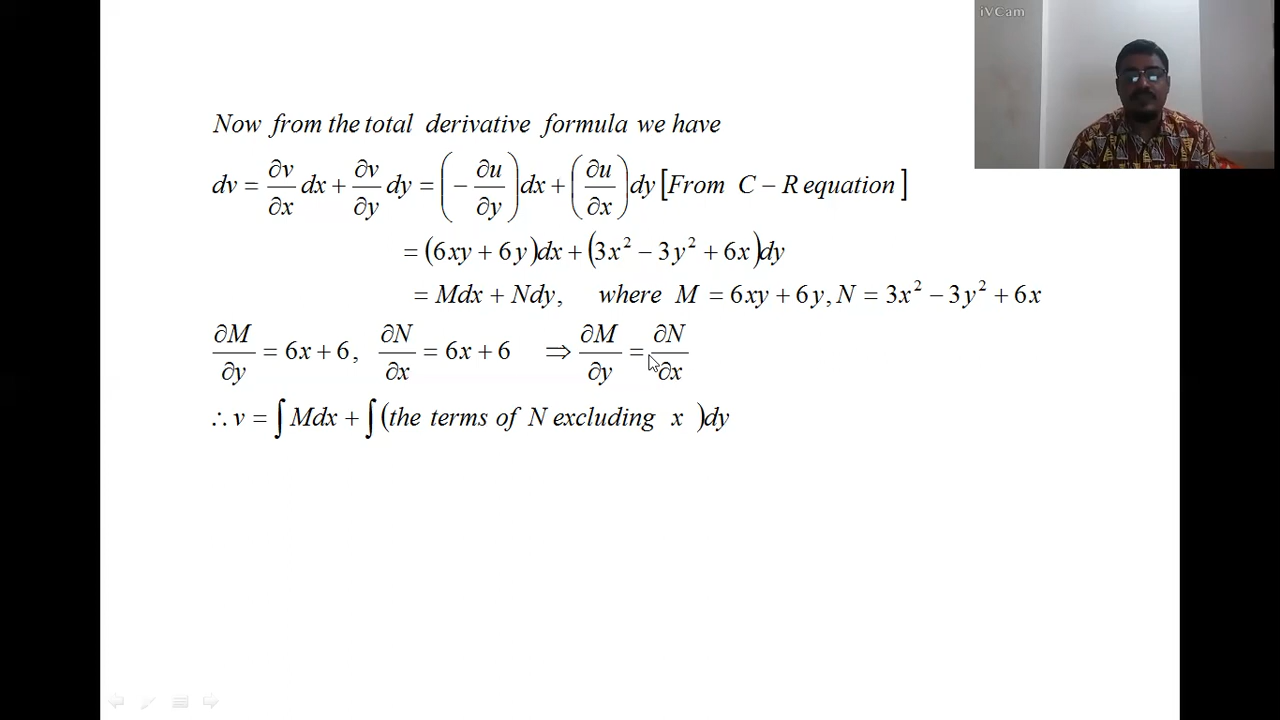 iVCam
Now from the total derivative formula we have
dv = ∂v/∂x dx + ∂v/∂y dy = (− ∂u/∂y) dx + (∂u/∂x) dy [From C − R equation]
= (6xy + 6y)dx + (3x² − 3y² + 6x)dy
= Mdx + Ndy, where M = 6xy + 6y, N = 3x² − 3y² + 6x
∂M/∂y = 6x + 6, ∂N/∂x = 6x + 6 ⇒ ∂M/∂y = ∂N/∂x
∴ v = ∫ Mdx + ∫ (the terms of N excluding x )dy